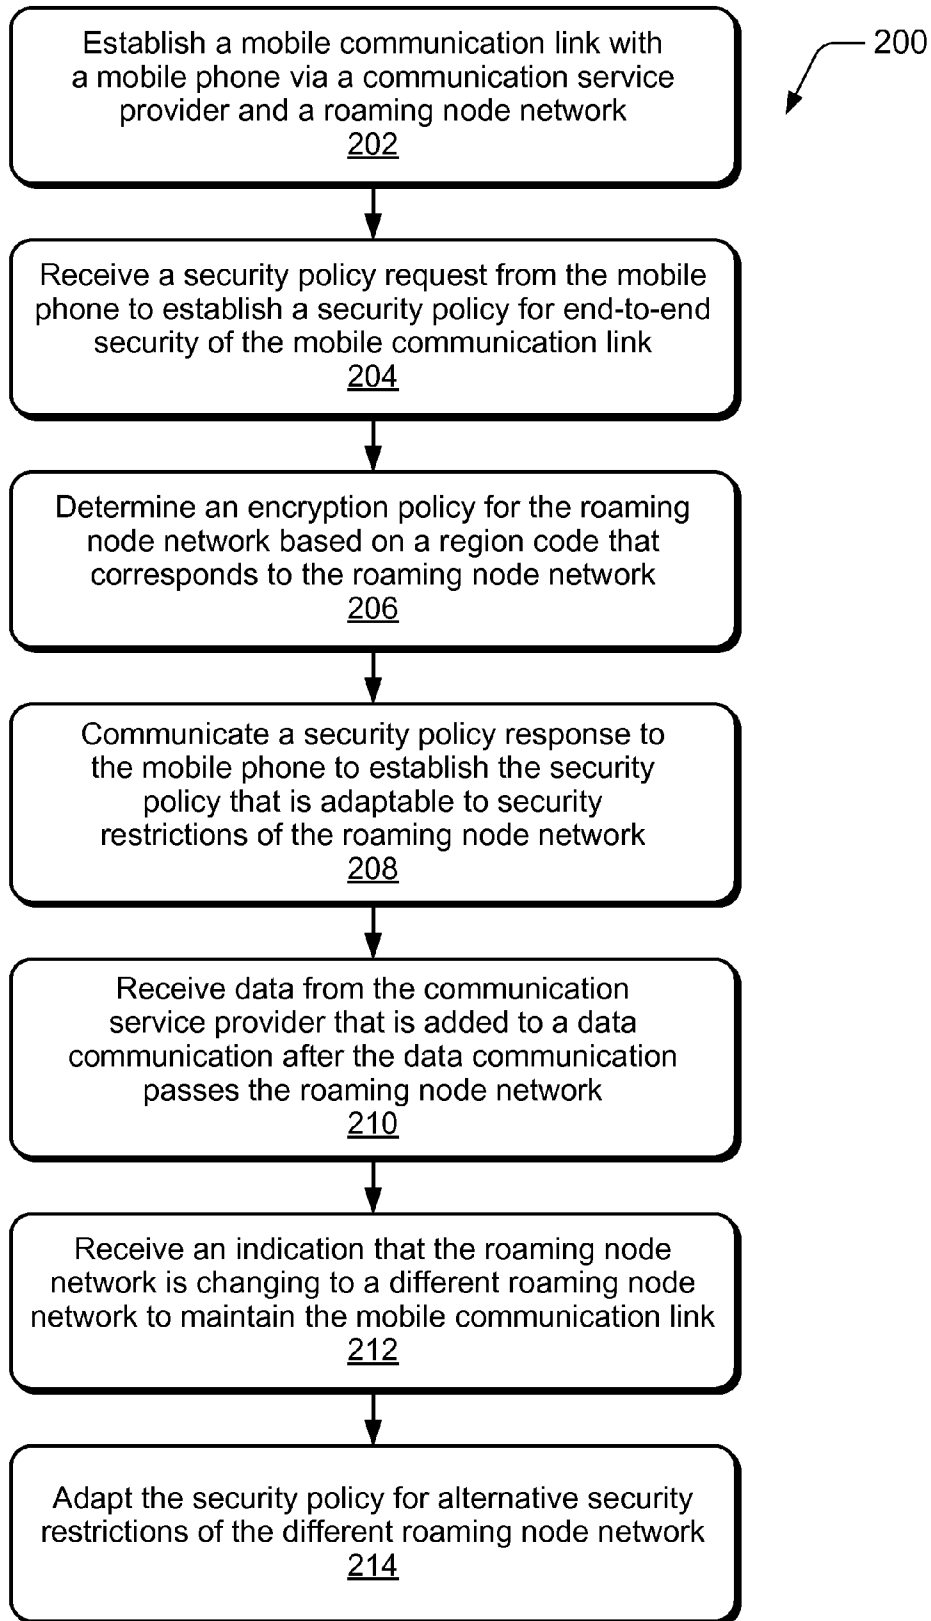 Establish a mobile communication link with
a mobile phone via a communication service
provider and a roaming node network
202
200
Receive a security policy request from the mobile
phone to establish a security policy for end-to-end
security of the mobile communication link
204
Determine an encryption policy for the roaming
node network based on a region code that
corresponds to the roaming node network
206
Communicate a security policy response to
the mobile phone to establish the security
policy that is adaptable to security
restrictions of the roaming node network
208
Receive data from the communication
service provider that is added to a data
communication after the data communication
passes the roaming node network
210
Receive an indication that the roaming node
network is changing to a different roaming node
network to maintain the mobile communication link
212
Adapt the security policy for alternative security
restrictions of the different roaming node network
214